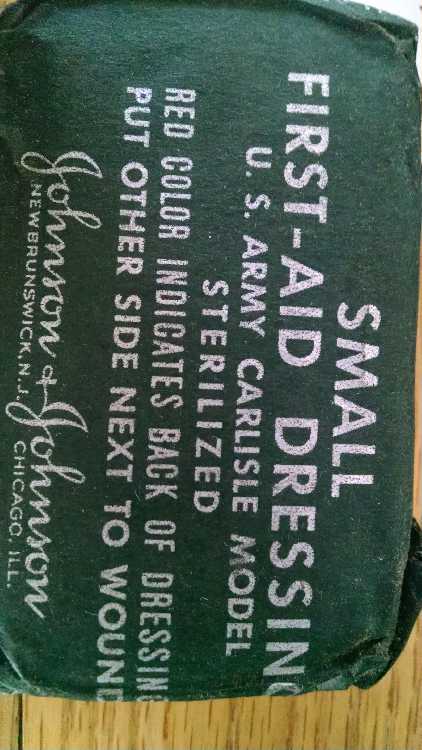 SMALL
FIRST-AID DRESSING
U. S. ARMY CARLISLE MODEL
STERILIZED
RED COLOR INDICATES BACK OF DRESSING
PUT OTHER SIDE NEXT TO WOUND
Johnson & Johnson
NEW BRUNSWICK, N.J. CHICAGO, ILL.